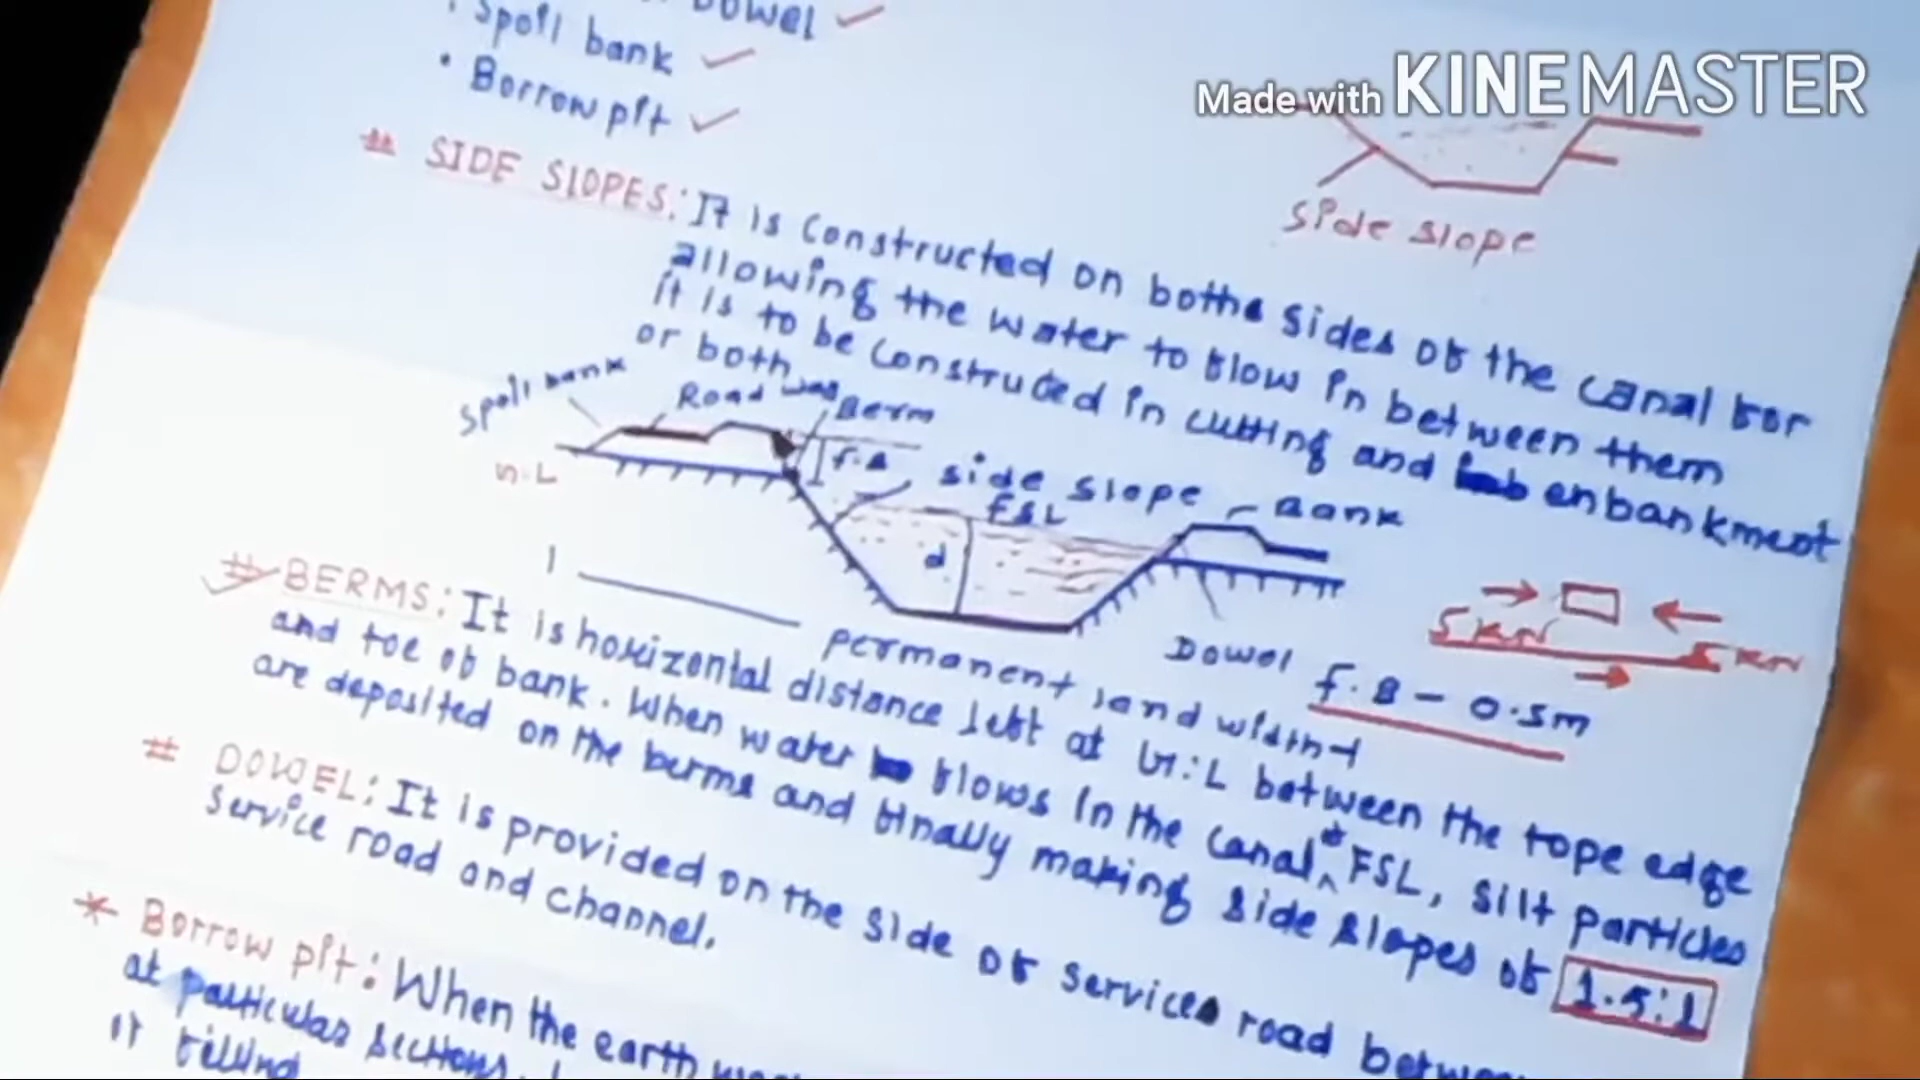 Dowel
Spoil bank
• Borrow pit
Made with KINEMASTER
side slope
# SIDE SLOPES: It is constructed on both sides of the canal for
allowing the water to flow in between them
it is to be constructed in cutting and enbankment
or both
spoil bank
Road way
Berm
F.B
n.L
side slope
Bank
FSL
d
permanent land width
Dowel
5KN
5KN
F.B - 0.5m
# BERMS: It is horizontal distance left at G.L between the tope edge
and toe of bank. When water flows in the canal FSL, silt particles
are deposited on the berms and finally making side slopes of 1.5:1
# DOWEL: It is provided on the side of service road between
service road and channel.
* Borrow pit: When the earth
at particular sections,
of filling